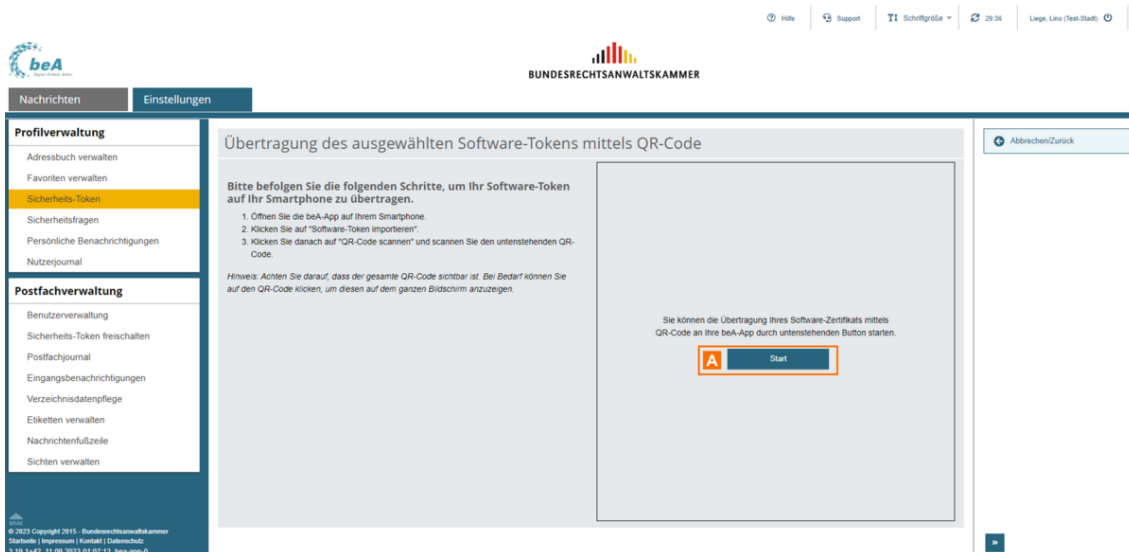 Hilfe
Support
Schriftgröße
29:36
Liege, Lino (Test-Stadt)
beA
BUNDESRECHTSANWALTSKAMMER
Nachrichten
Einstellungen
Profilverwaltung
Adressbuch verwalten
Favoriten verwalten
Sicherheits-Token
Sicherheitsfragen
Persönliche Benachrichtigungen
Nutzerjournal
Postfachverwaltung
Benutzerverwaltung
Sicherheits-Token freischalten
Postfachjournal
Eingangsbenachrichtigungen
Verzeichnisdatenpflege
Etiketten verwalten
Nachrichtenfußzeile
Sichten verwalten
© 2023 Copyright 2015 - Bundesrechtsanwaltskammer
Startseite | Impressum | Kontakt | Datenschutz
Übertragung des ausgewählten Software-Tokens mittels QR-Code
Bitte befolgen Sie die folgenden Schritte, um Ihr Software-Token
auf Ihr Smartphone zu übertragen.
1. Öffnen Sie die beA-App auf Ihrem Smartphone.
2. Klicken Sie auf "Software-Token importieren".
3. Klicken Sie danach auf "QR-Code scannen" und scannen Sie den untenstehenden QR-
Code.
Hinweis: Achten Sie darauf, dass der gesamte QR-Code sichtbar ist. Bei Bedarf können Sie
auf den QR-Code klicken, um diesen auf dem ganzen Bildschirm anzuzeigen.
Sie können die Übertragung Ihres Software-Zertifikats mittels
QR-Code an Ihre beA-App durch untenstehenden Button starten.
A
Start
Abbrechen/Zurück